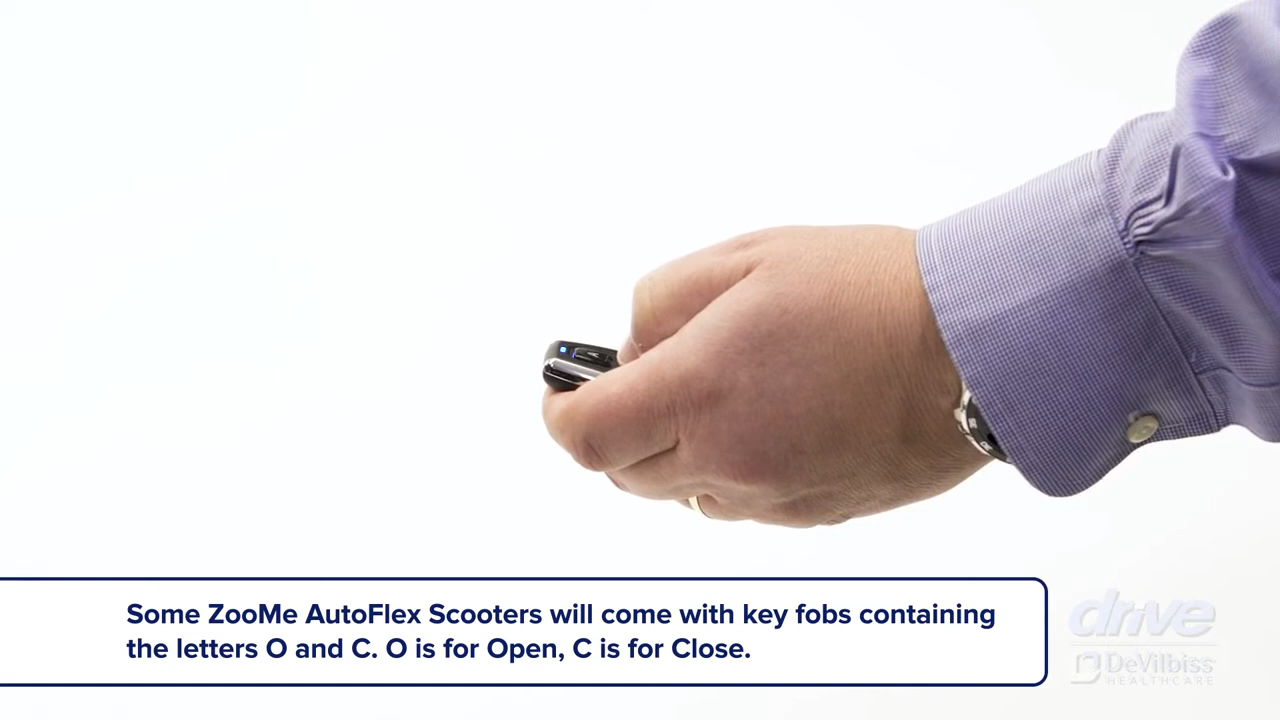 Some ZooMe AutoFlex Scooters will come with key fobs containing
the letters O and C. O is for Open, C is for Close.
drive
DeVilbiss
HEALTHCARE